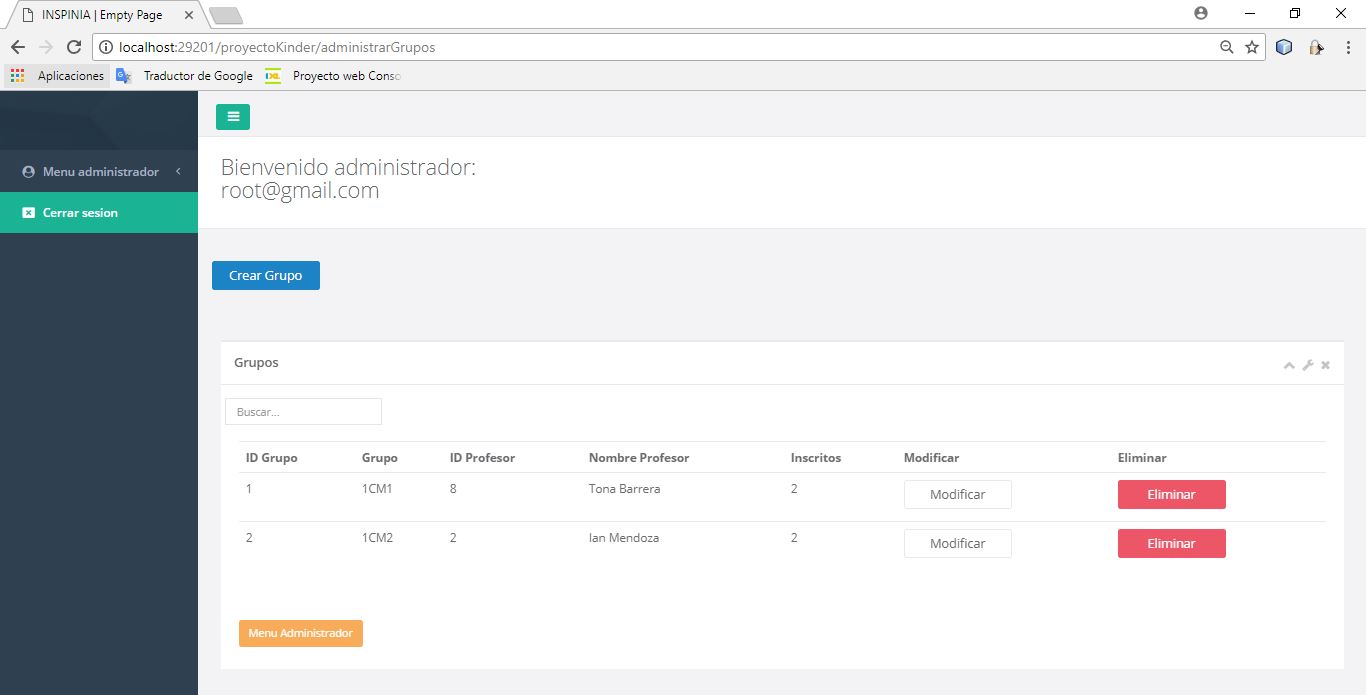 INSPINIA | Empty Page
localhost:29201/proyectoKinder/administrarGrupos
Aplicaciones Traductor de Google Proyecto web Conso
Menu administrador
Cerrar sesion
Bienvenido administrador:
root@gmail.com
Crear Grupo
Grupos
Buscar...
ID Grupo Grupo ID Profesor Nombre Profesor Inscritos Modificar Eliminar
1 1CM1 8 Tona Barrera 2 Modificar Eliminar
2 1CM2 2 Ian Mendoza 2 Modificar Eliminar
Menu Administrador